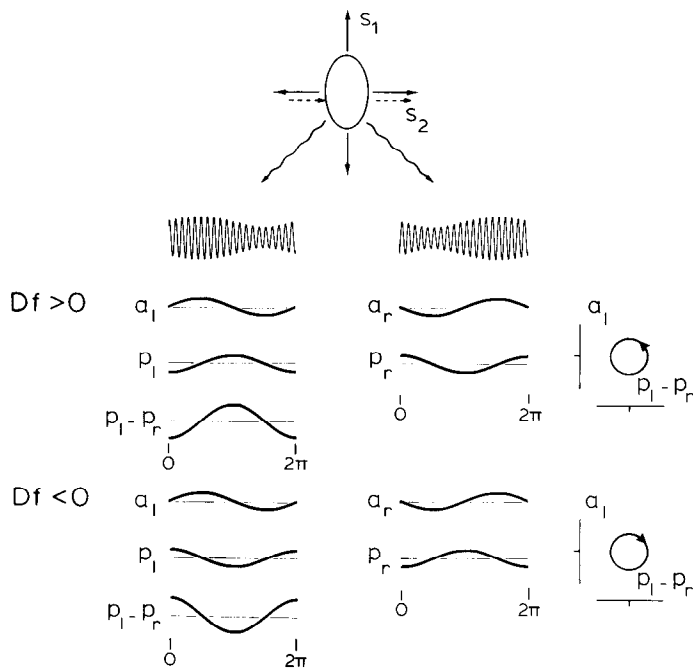 S₁
S₂
Df >0
a_l
p_l
p_l - p_r
0
2π
a_r
p_r
0
2π
a_l
p_l - p_r
Df <0
a_l
p_l
p_l - p_r
0
2π
a_r
p_r
0
2π
a_l
p_l - p_r